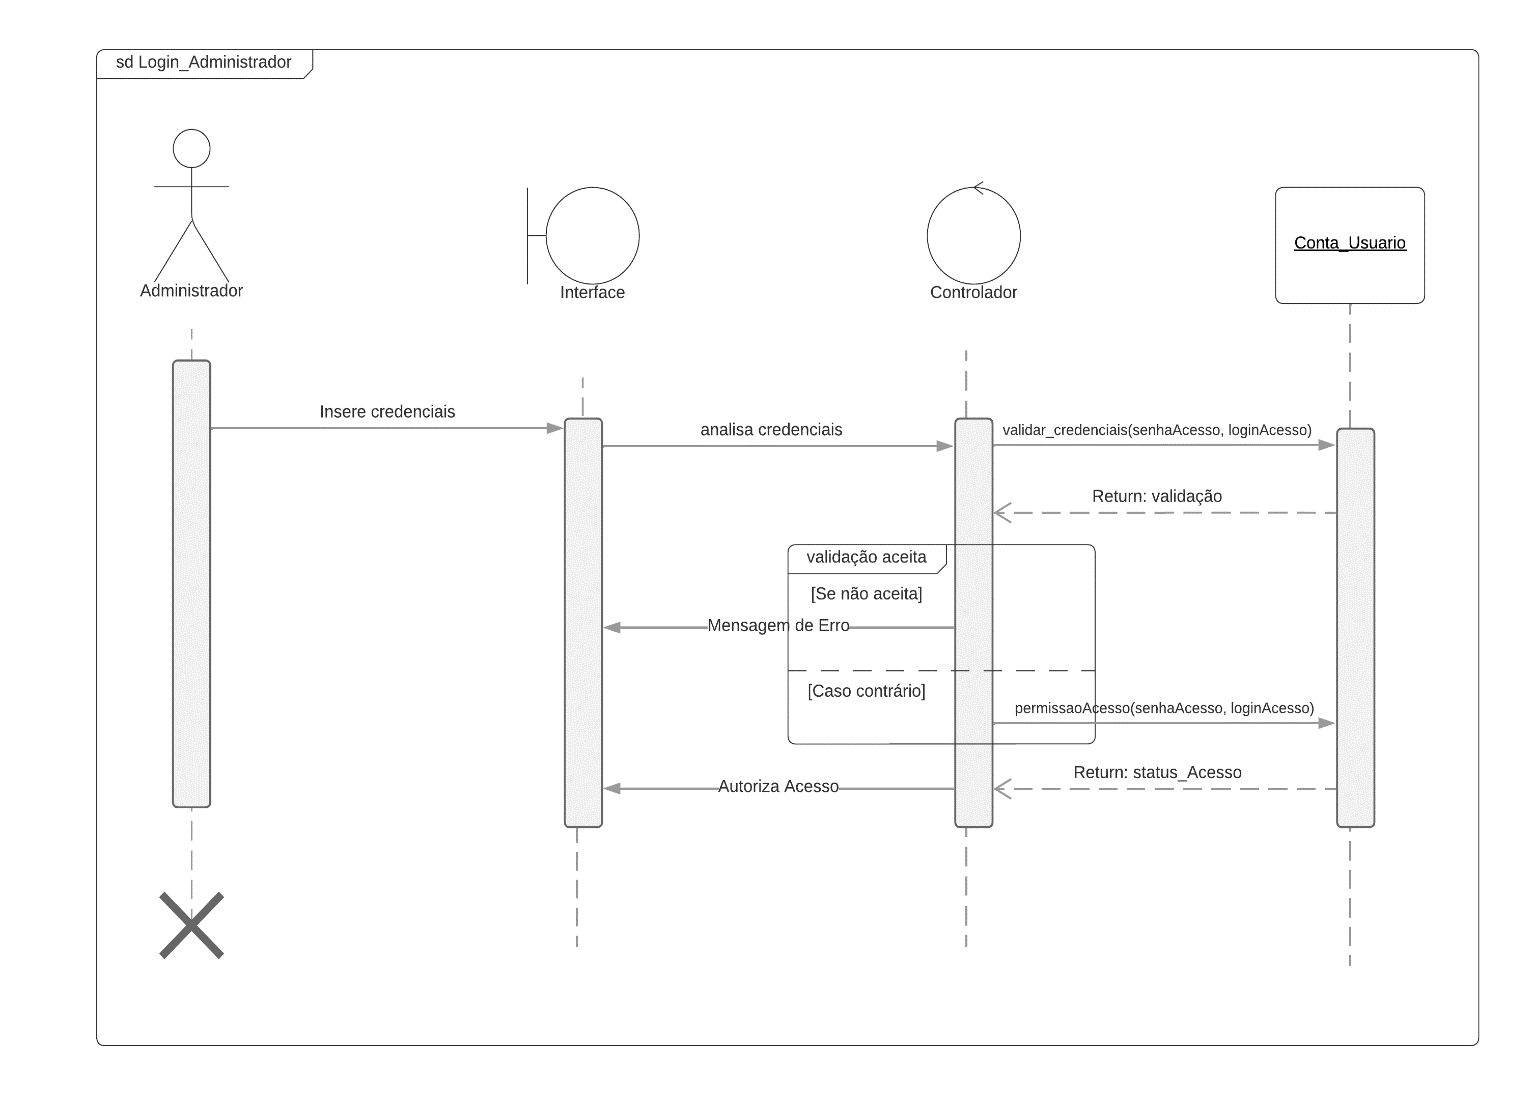 sd Login_Administrador
Administrador
Interface
Controlador
Conta_Usuario
Insere credenciais
analisa credenciais
validar_credenciais(senhaAcesso, loginAcesso)
Return: validação
validação aceita
[Se não aceita]
Mensagem de Erro
[Caso contrário]
permissaoAcesso(senhaAcesso, loginAcesso)
Return: status_Acesso
Autoriza Acesso